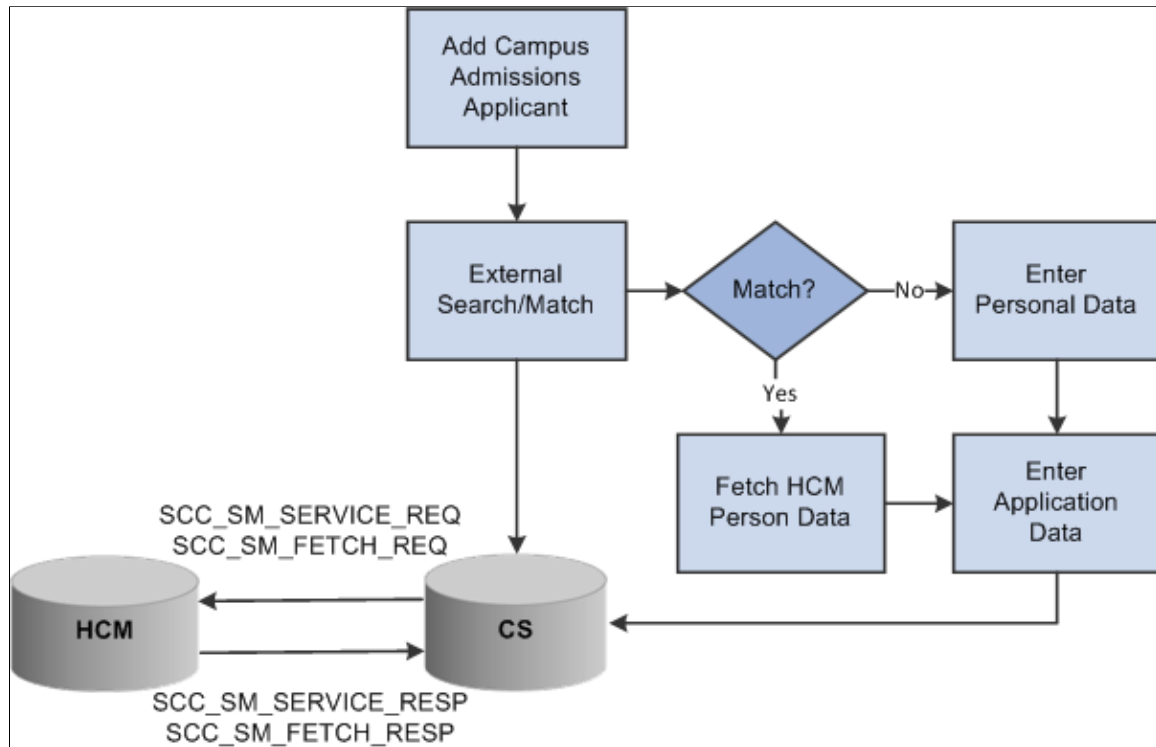 Add Campus
Admissions
Applicant
External
Search/Match
Match?
No
Enter
Personal Data
Yes
Fetch HCM
Person Data
Enter
Application
Data
SCC_SM_SERVICE_REQ
SCC_SM_FETCH_REQ
HCM
CS
SCC_SM_SERVICE_RESP
SCC_SM_FETCH_RESP